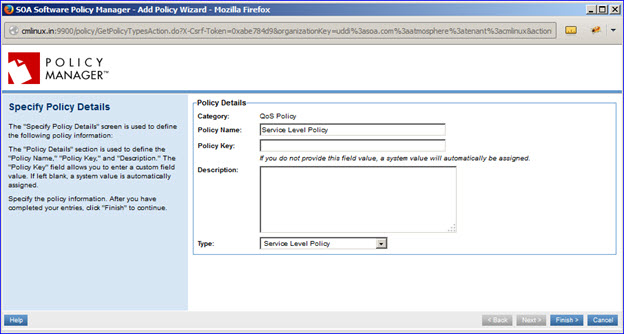 SOA Software Policy Manager - Add Policy Wizard - Mozilla Firefox
cmlinux.in:9900/policy/GetPolicyTypesAction.do?X-Csrf-Token=0xabe784d9&organizationKey=uddi%3asoa.com%3aatmosphere%3atenant%3acmlinux&action
POLICY
MANAGER™
Specify Policy Details
The "Specify Policy Details" screen is used to define
the following policy information:
The "Policy Details" section is used to define the
"Policy Name," "Policy Key," and "Description." The
"Policy Key" field allows you to enter a custom field
value. If left blank, a system value is automatically
assigned.
Specify the policy information. After you have
completed your entries, click "Finish" to continue.
Policy Details
Category: QoS Policy
Policy Name: Service Level Policy
Policy Key:
If you do not provide this field value, a system value will automatically be assigned.
Description:
Type: Service Level Policy
Help < Back Next > Finish > Cancel